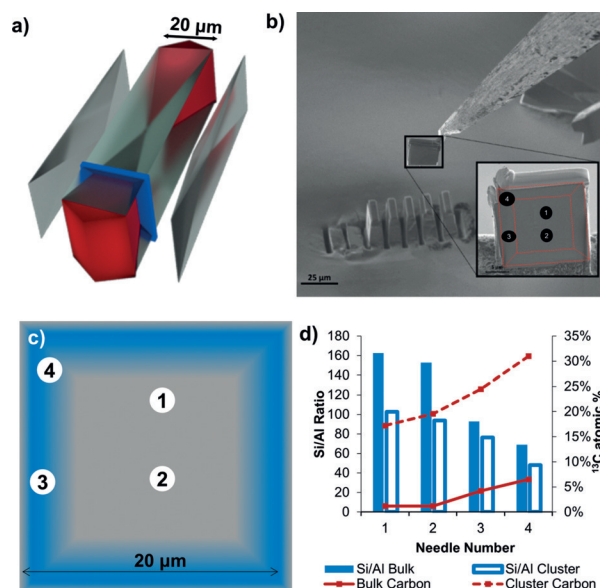 a)
20 µm
b)
4
1
3
2
25 µm
c)
4
1
3
2
20 µm
d)
180
160
140
120
100
80
60
40
20
0
Si/Al Ratio
35%
30%
25%
20%
15%
10%
5%
0%
¹³C atomic %
1 2 3 4
Needle Number
Si/Al Bulk Si/Al Cluster
Bulk Carbon Cluster Carbon